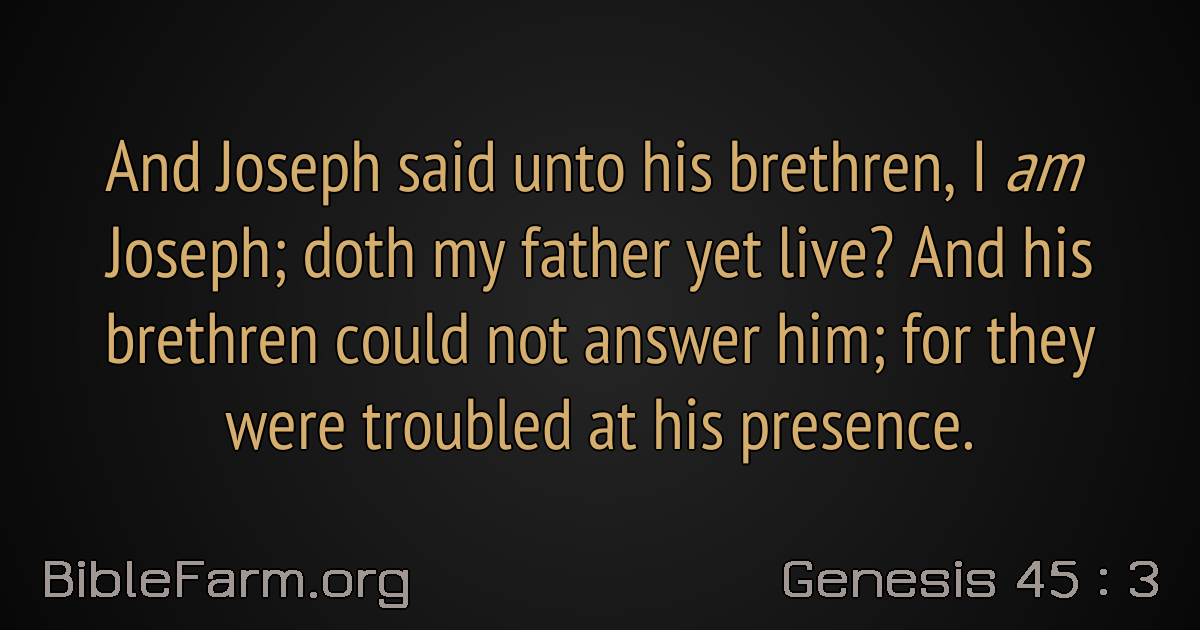 And Joseph said unto his brethren, I am
Joseph; doth my father yet live? And his
brethren could not answer him; for they
were troubled at his presence.
BibleFarm.org
Genesis 45 : 3